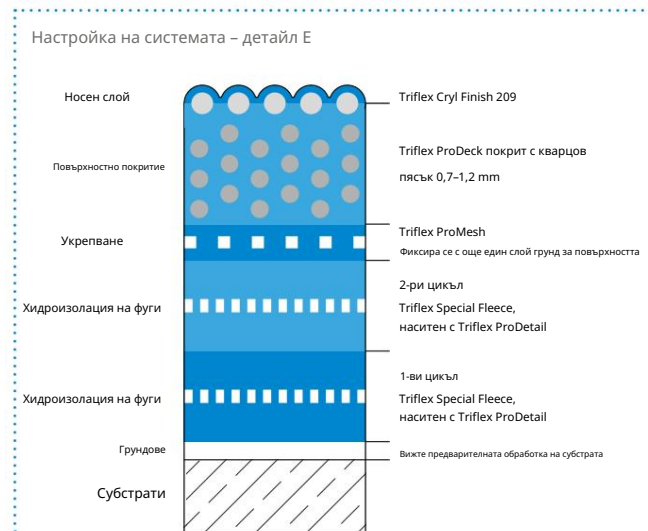 Настройка на системата – детайл E
Носен слой
Triflex Cryl Finish 209
Повърхностно покритие
Triflex ProDeck покрит с кварцов
пясък 0,7–1,2 mm
Укрепване
Triflex ProMesh
Фиксира се с още един слой грунд за повърхността
Хидроизолация на фуги
2-ри цикъл
Triflex Special Fleece,
наситен с Triflex ProDetail
Хидроизолация на фуги
1-ви цикъл
Triflex Special Fleece,
наситен с Triflex ProDetail
Грундове
Вижте предварителната обработка на субстрата
Субстрати